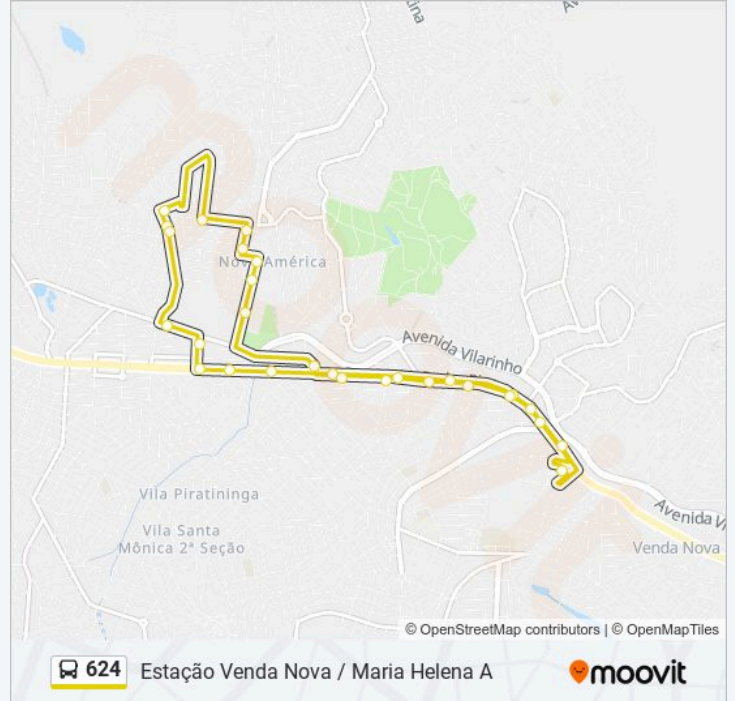 Nova América
Avenida Vilarinho
Vila Piratininga
Vila Santa
Mônica 2ª Seção
Venda Nova
© OpenStreetMap contributors | © OpenMapTiles
624
Estação Venda Nova / Maria Helena A
moovit